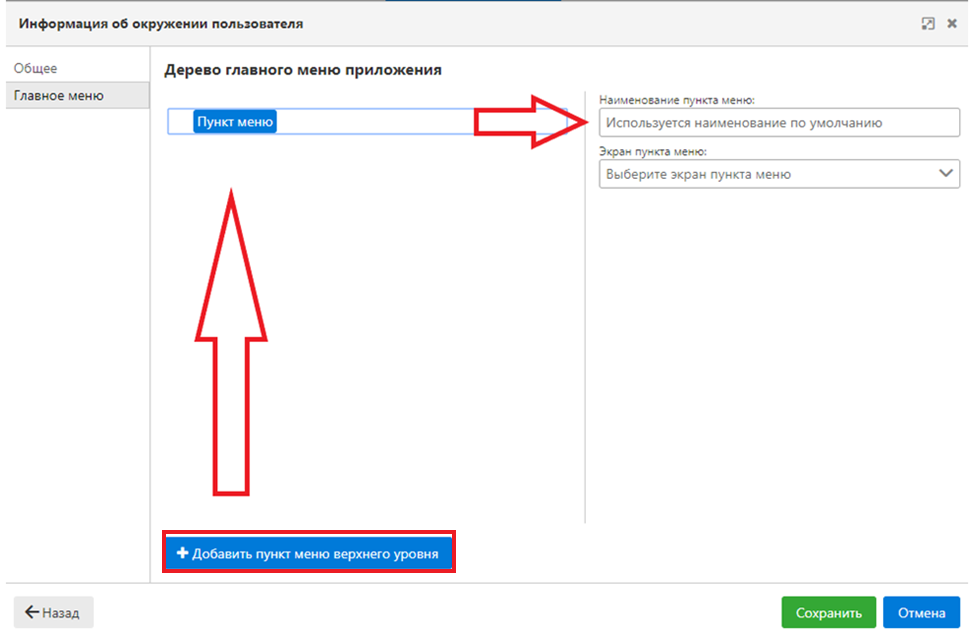 Информация об окружении пользователя
Общее
Главное меню
Дерево главного меню приложения
Пункт меню
Наименование пункта меню:
Используется наименование по умолчанию
Экран пункта меню:
Выберите экран пункта меню
Добавить пункт меню верхнего уровня
Назад
Сохранить
Отмена